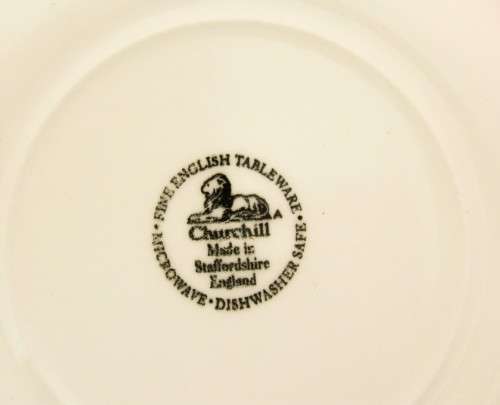 · FINE ENGLISH TABLEWARE ·
A
Churchill
Made in
Staffordshire
England
MICROWAVE · DISHWASHER SAFE ·